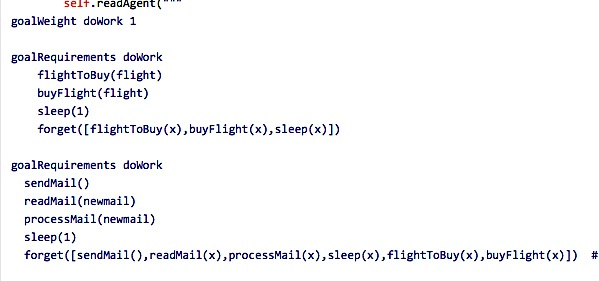 self.readAgent("""
goalWeight doWork 1
goalRequirements doWork
flightToBuy(flight)
buyFlight(flight)
sleep(1)
forget([flightToBuy(x),buyFlight(x),sleep(x)])
goalRequirements doWork
sendMail()
readMail(newmail)
processMail(newmail)
sleep(1)
forget([sendMail(),readMail(x),processMail(x),sleep(x),flightToBuy(x),buyFlight(x)])  #